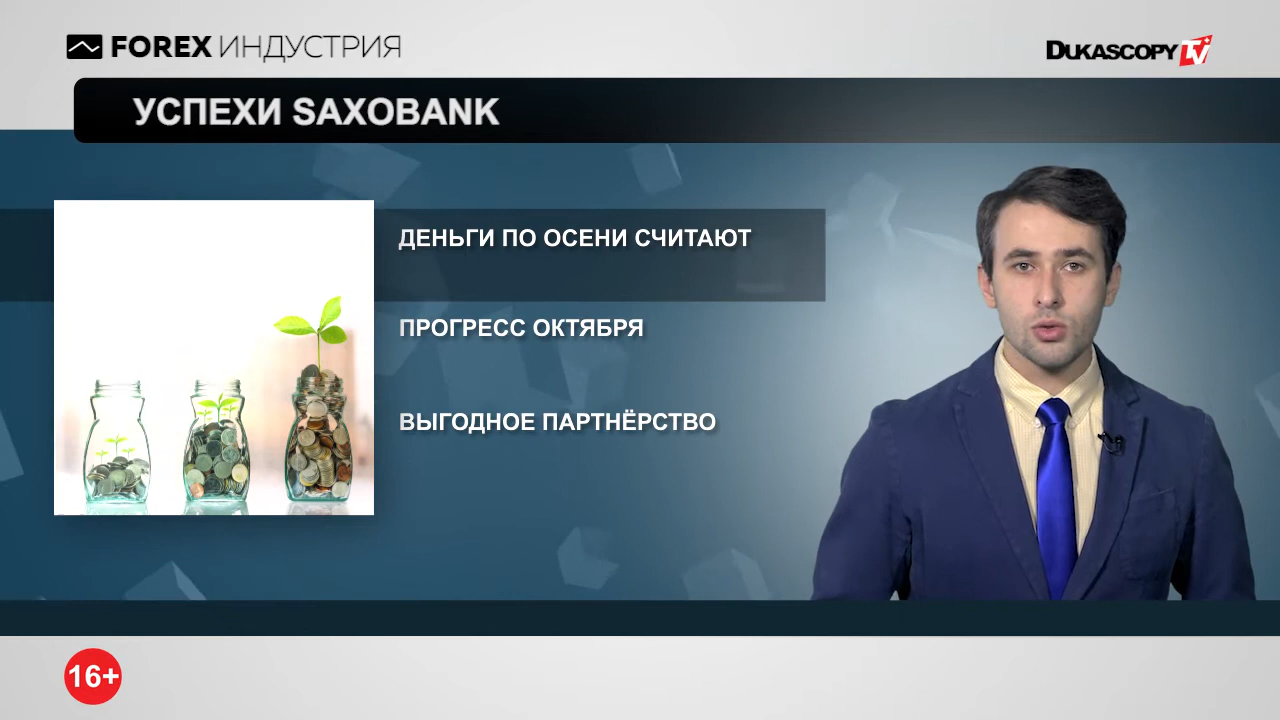 FOREX ИНДУСТРИЯ
DUKASCOPY TV
УСПЕХИ SAXOBANK
ДЕНЬГИ ПО ОСЕНИ СЧИТАЮТ
ПРОГРЕСС ОКТЯБРЯ
ВЫГОДНОЕ ПАРТНЁРСТВО
16+